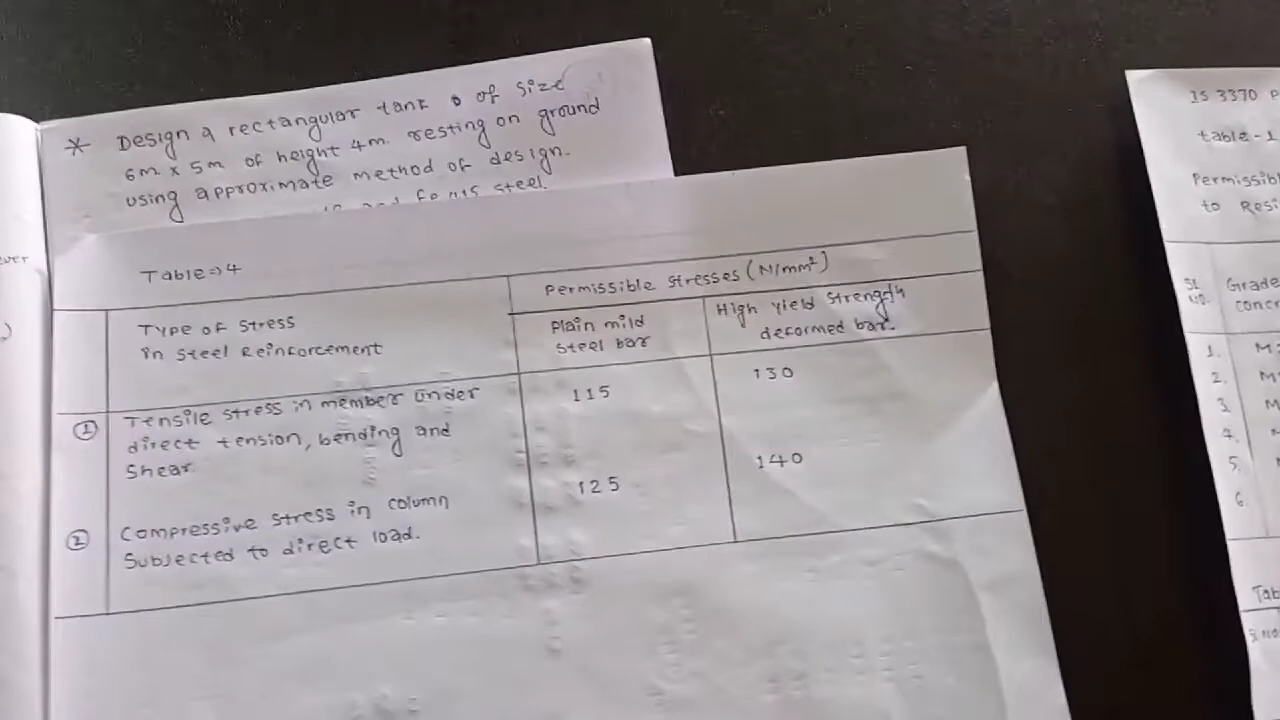 * Design a rectangular tank of size
6m x 5m of height 4m resting on ground
using approximate method of design.
steel.
Table => 4
Permissible Stresses (N/mm²)
Type of Stress
in Steel Reinforcement
Plain mild
Steel bar
High Yield Strength
deformed bar.
① Tensile stress in member under
direct tension, bending and
Shear
115
130
② Compressive stress in column
Subjected to direct load.
125
140
IS 3370
table - 1
to
Sl
No.
Grade
1.
2.
3.
4.
5.
6.